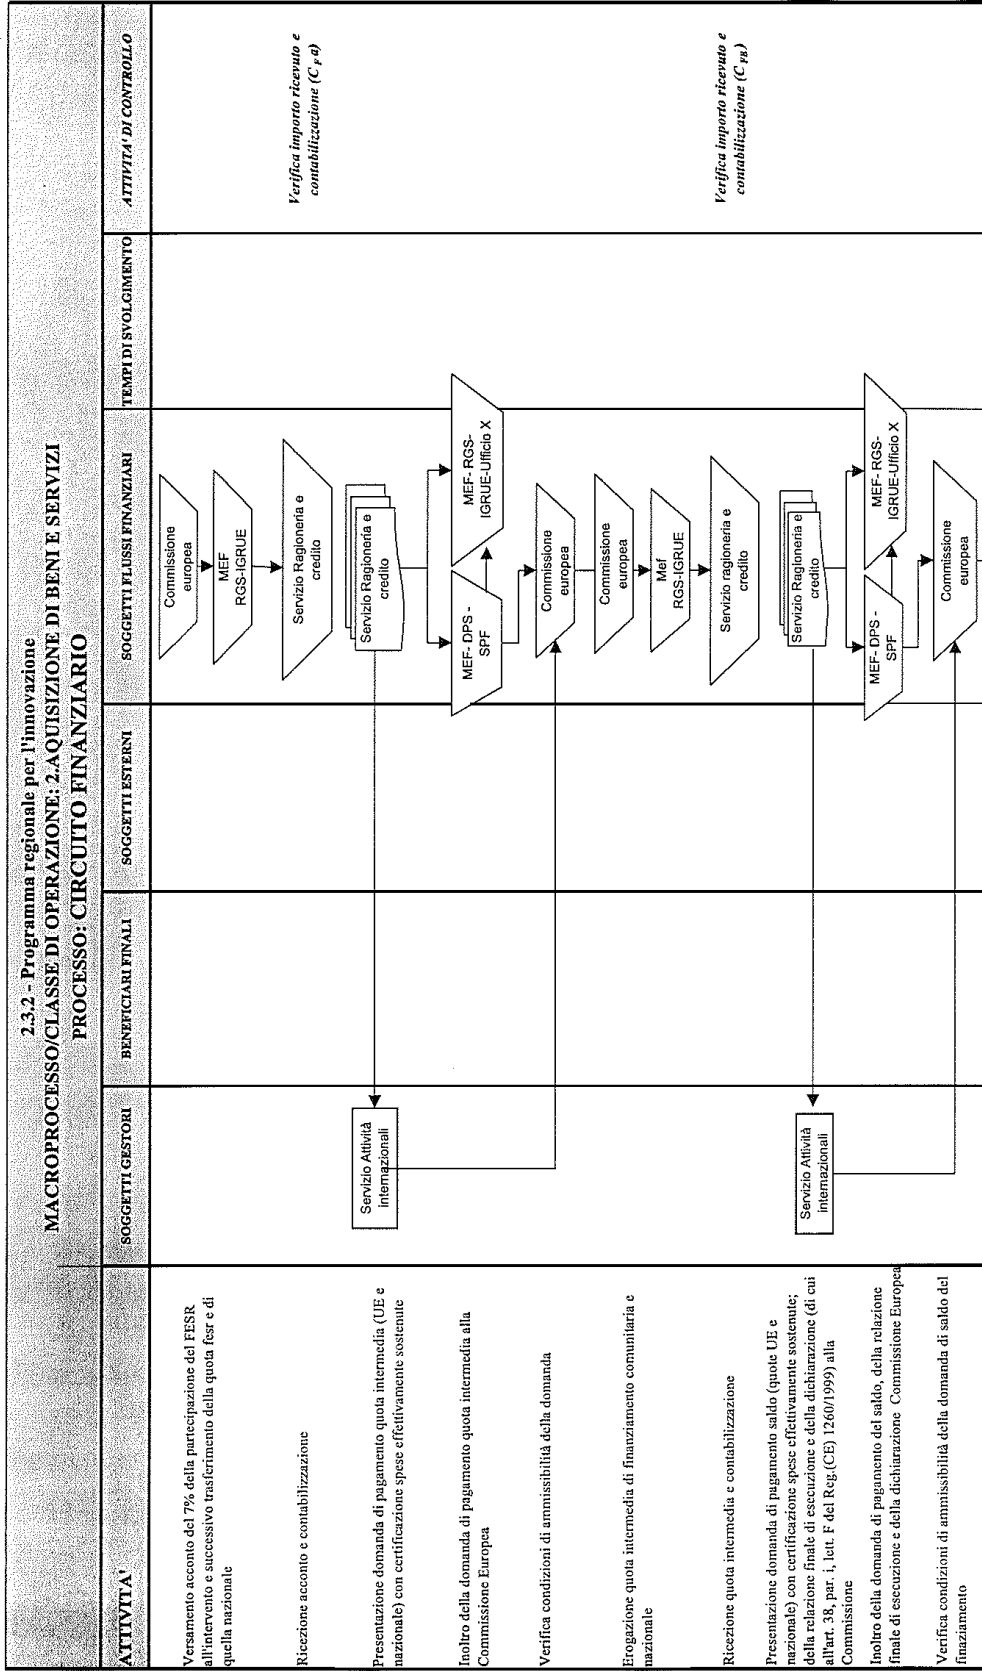 2.3.2 - Programma regionale per l'innovazione
MACROPROCESSO/CLASSE DI OPERAZIONE: 2.AQUISIZIONE DI BENI E SERVIZI
PROCESSO: CIRCUITO FINANZIARIO
ATTIVITA'
SOGGETTI GESTORI
BENEFICIARI FINALI
SOGGETTI ESTERNI
SOGGETTI FLUSSI FINANZIARI
TEMPI DI SVOLGIMENTO
ATTIVITA' DI CONTROLLO
Versamento acconto del 7% della partecipazione del FESR
all'intervento e successivo trasferimento della quota fesr e di
quella nazionale
Commissione
europea
MEF
RGS-IGRUE
Ricezione acconto e contabilizzazione
Servizio Ragioneria e
credito
Verifica importo ricevuto e
contabilizzazione (C F a)
Presentazione domanda di pagamento quota intermedia (UE e
nazionale) con certificazione spese effettivamente sostenute
Servizio Attività
internazionali
Servizio Ragioneria e
credito
Inoltro della domanda di pagamento quota intermedia alla
Commissione Europea
MEF- DPS -
SPF
MEF- RGS-
IGRUE-Ufficio X
Verifica condizioni di ammissibilità della domanda
Commissione
europea
Erogazione quota intermedia di finanziamento comunitaria e
nazionale
Commissione
europea
Mef
RGS-IGRUE
Ricezione quota intermedia e contabilizzazione
Servizio ragioneria e
credito
Verifica importo ricevuto e
contabilizzazione (C FB)
Presentazione domanda di pagamento saldo (quote UE e
nazionale) con certificazione spese effettivamente sostenute;
della relazione finale di esecuzione e della dichiarazione (di cui
all'art. 38, par. i, lett. F del Reg.(CE) 1260/1999) alla
Commissione
Servizio Attività
internazionali
Servizio Ragioneria e
credito
Inoltro della domanda di pagamento del saldo, della relazione
finale di esecuzione e della dichiarazione Commissione Europea
MEF- DPS -
SPF
MEF- RGS-
IGRUE-Ufficio X
Verifica condizioni di ammissibilità della domanda di saldo del
finaziamento
Commissione
europea